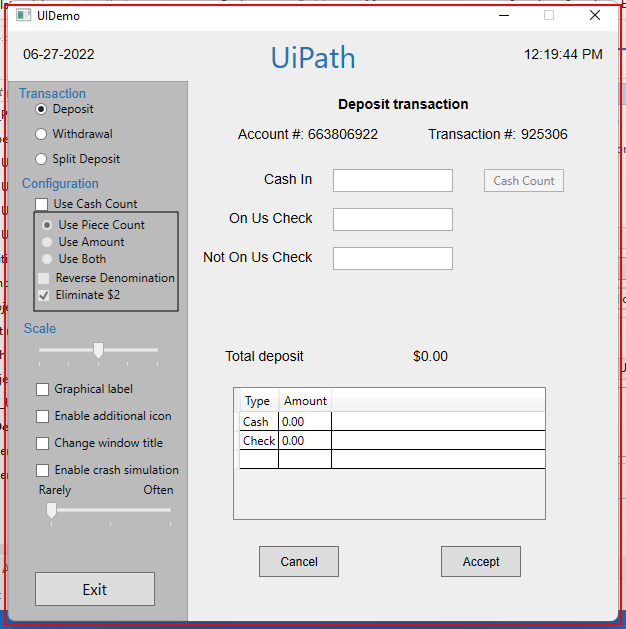 UIDemo
06-27-2022
UiPath
12:19:44 PM
Transaction
Deposit
Withdrawal
Split Deposit
Configuration
Use Cash Count
Use Piece Count
Use Amount
Use Both
Reverse Denomination
Eliminate $2
Scale
Graphical label
Enable additional icon
Change window title
Enable crash simulation
Rarely Often
Exit
Deposit transaction
Account #: 663806922 Transaction #: 925306
Cash In
Cash Count
On Us Check
Not On Us Check
Total deposit $0.00
Type Amount
Cash 0.00
Check 0.00
Cancel Accept